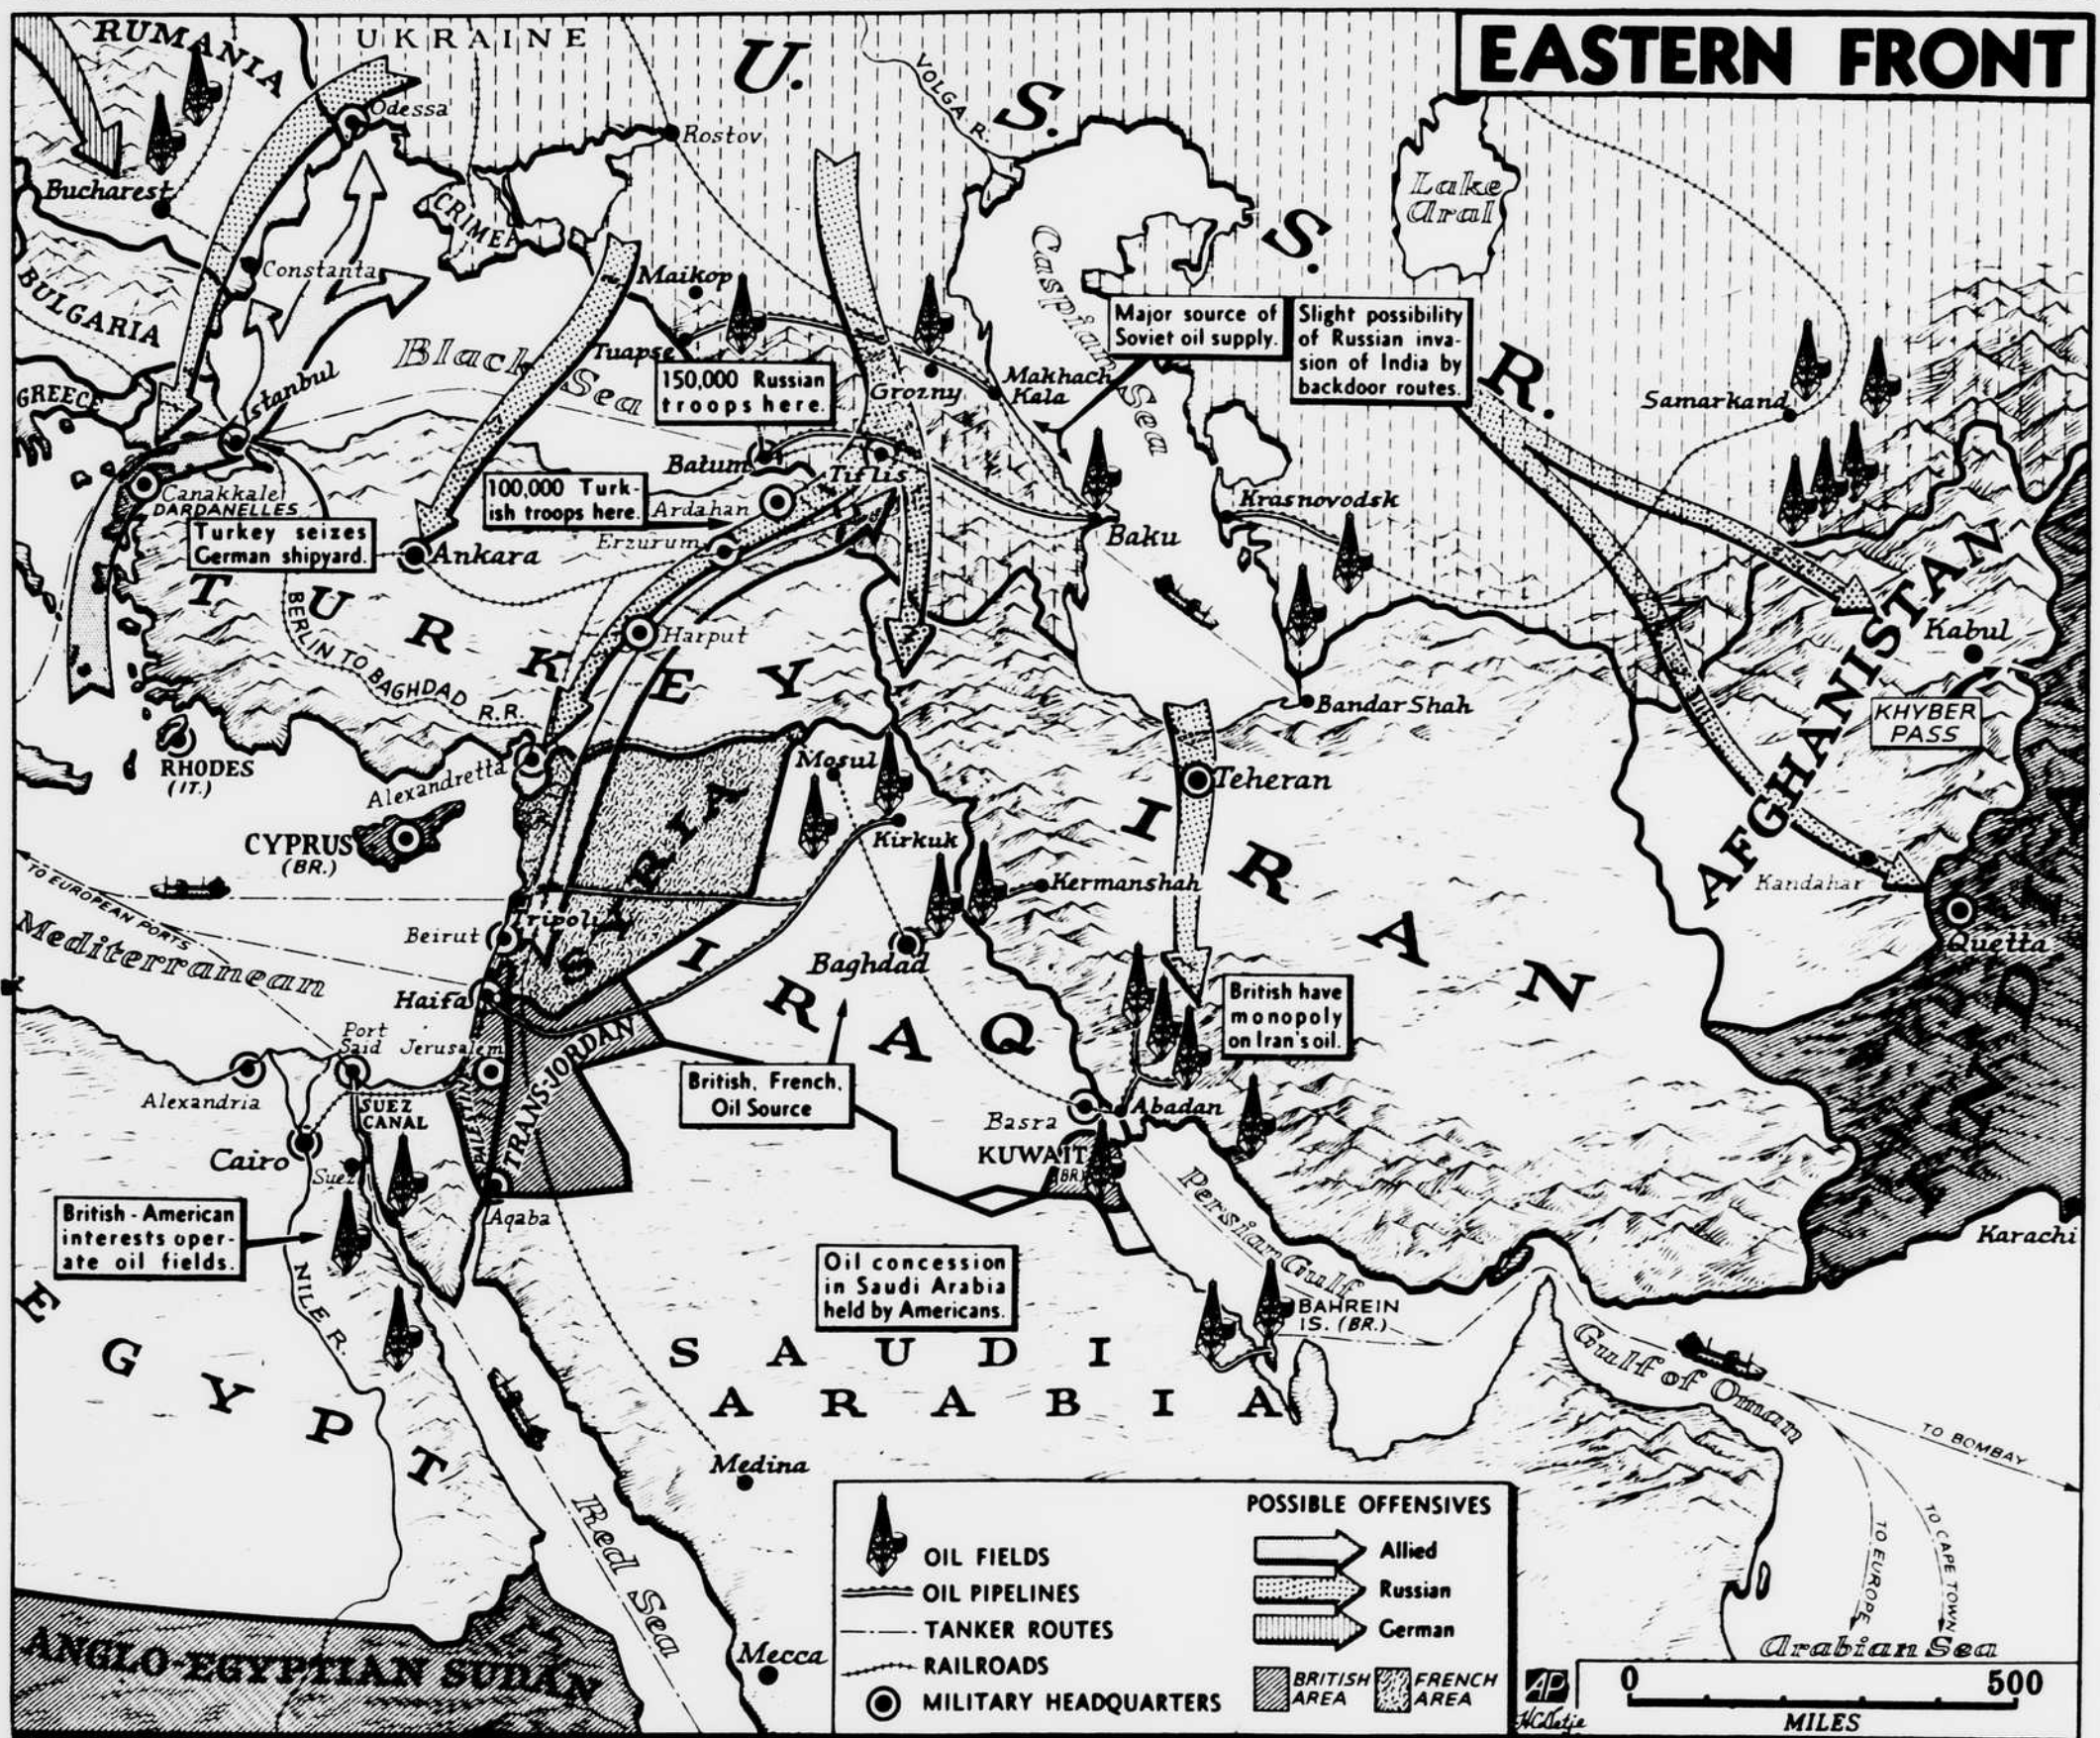 EASTERN FRONT
RUMANIA
UKRAINE
U. S. S. R.
VOLGA R.
Odessa
Rostov
Lake
Aral
Bucharest
CRIMEA
Constanta
BULGARIA
Maikop
Caspian Sea
Major source of
Soviet oil supply.
Slight possibility
of Russian inva-
sion of India by
backdoor routes.
Black Sea
Tuapse
150,000 Russian
troops here.
Grozny
Makhach
Kala
Samarkand
GREECE
Istanbul
Batum
Tiflis
Canakkale
DARDANELLES
100,000 Turk-
ish troops here.
Ardahan
Krasnovodsk
Turkey seizes
German shipyard.
Ankara
Erzurum
Baku
TURKEY
BERLIN TO BAGHDAD R.R.
Harput
AFGHANISTAN
Kabul
Bandar Shah
KHYBER
PASS
RHODES
(IT.)
Alexandretta
Mosul
Teheran
SYRIA
CYPRUS
(BR.)
Kirkuk
IRAN
TO EUROPEAN PORTS
Kermanshah
Kandahar
Mediterranean
Beirut
Tripoli
Baghdad
Quetta
INDIA
Haifa
IRAQ
British have
monopoly
on Iran's oil.
Port
Said
Jerusalem
TRANS-JORDAN
PALESTINE
British, French,
Oil Source
Alexandria
SUEZ
CANAL
Basra
Abadan
Cairo
Suez
KUWAIT
(BR)
Persian Gulf
British-American
interests oper-
ate oil fields.
Aqaba
Karachi
NILE R.
Oil concession
in Saudi Arabia
held by Americans.
BAHREIN
IS. (BR.)
EGYPT
SAUDI
ARABIA
Gulf of Oman
TO BOMBAY
Medina
Red Sea
TO EUROPE
TO CAPE TOWN
Mecca
Arabian Sea
ANGLO-EGYPTIAN SUDAN
OIL FIELDS
OIL PIPELINES
TANKER ROUTES
RAILROADS
MILITARY HEADQUARTERS
POSSIBLE OFFENSIVES
Allied
Russian
German
BRITISH
AREA
FRENCH
AREA
AP
0 500
MILES